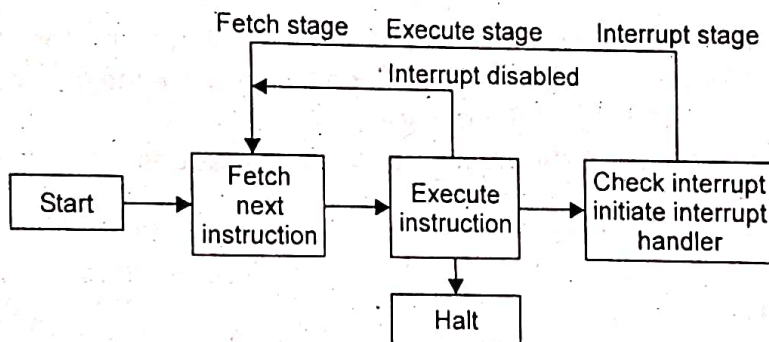 Fetch stage Execute stage Interrupt stage
Interrupt disabled
Start
Fetch
next
instruction
Execute
instruction
Check interrupt
initiate interrupt
handler
Halt